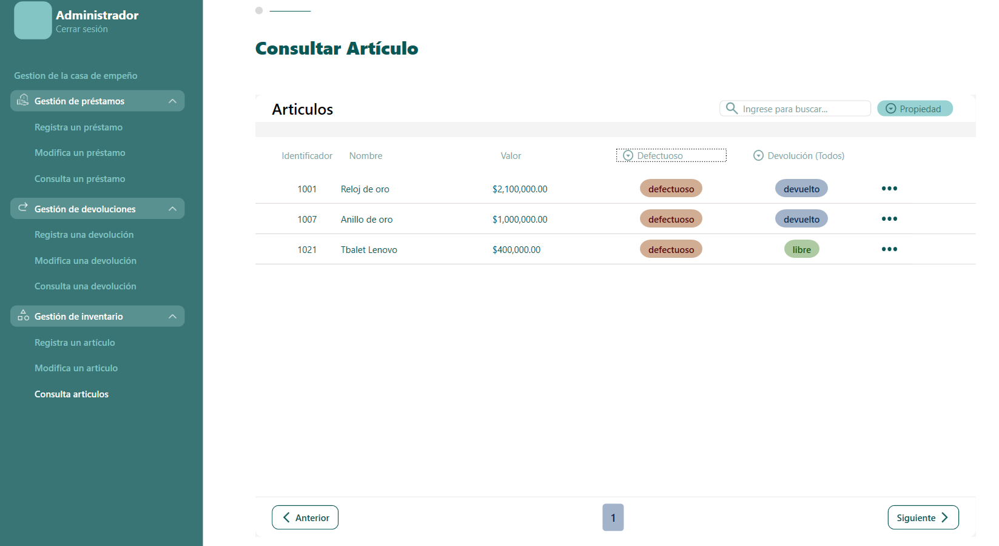 Administrador
Cerrar sesión
Gestion de la casa de empeño
Gestión de préstamos
Registra un préstamo
Modifica un préstamo
Consulta un préstamo
Gestión de devoluciones
Registra una devolución
Modifica una devolución
Consulta una devolución
Gestión de inventario
Registra un artículo
Modifica un articulo
Consulta articulos
Consultar Artículo
Articulos
Ingrese para buscar...
Propiedad
Identificador Nombre Valor Defectuoso Devolución (Todos)
1001 Reloj de oro $2,100,000.00 defectuoso devuelto
1007 Anillo de oro $1,000,000.00 defectuoso devuelto
1021 Tbalet Lenovo $400,000.00 defectuoso libre
Anterior 1 Siguiente